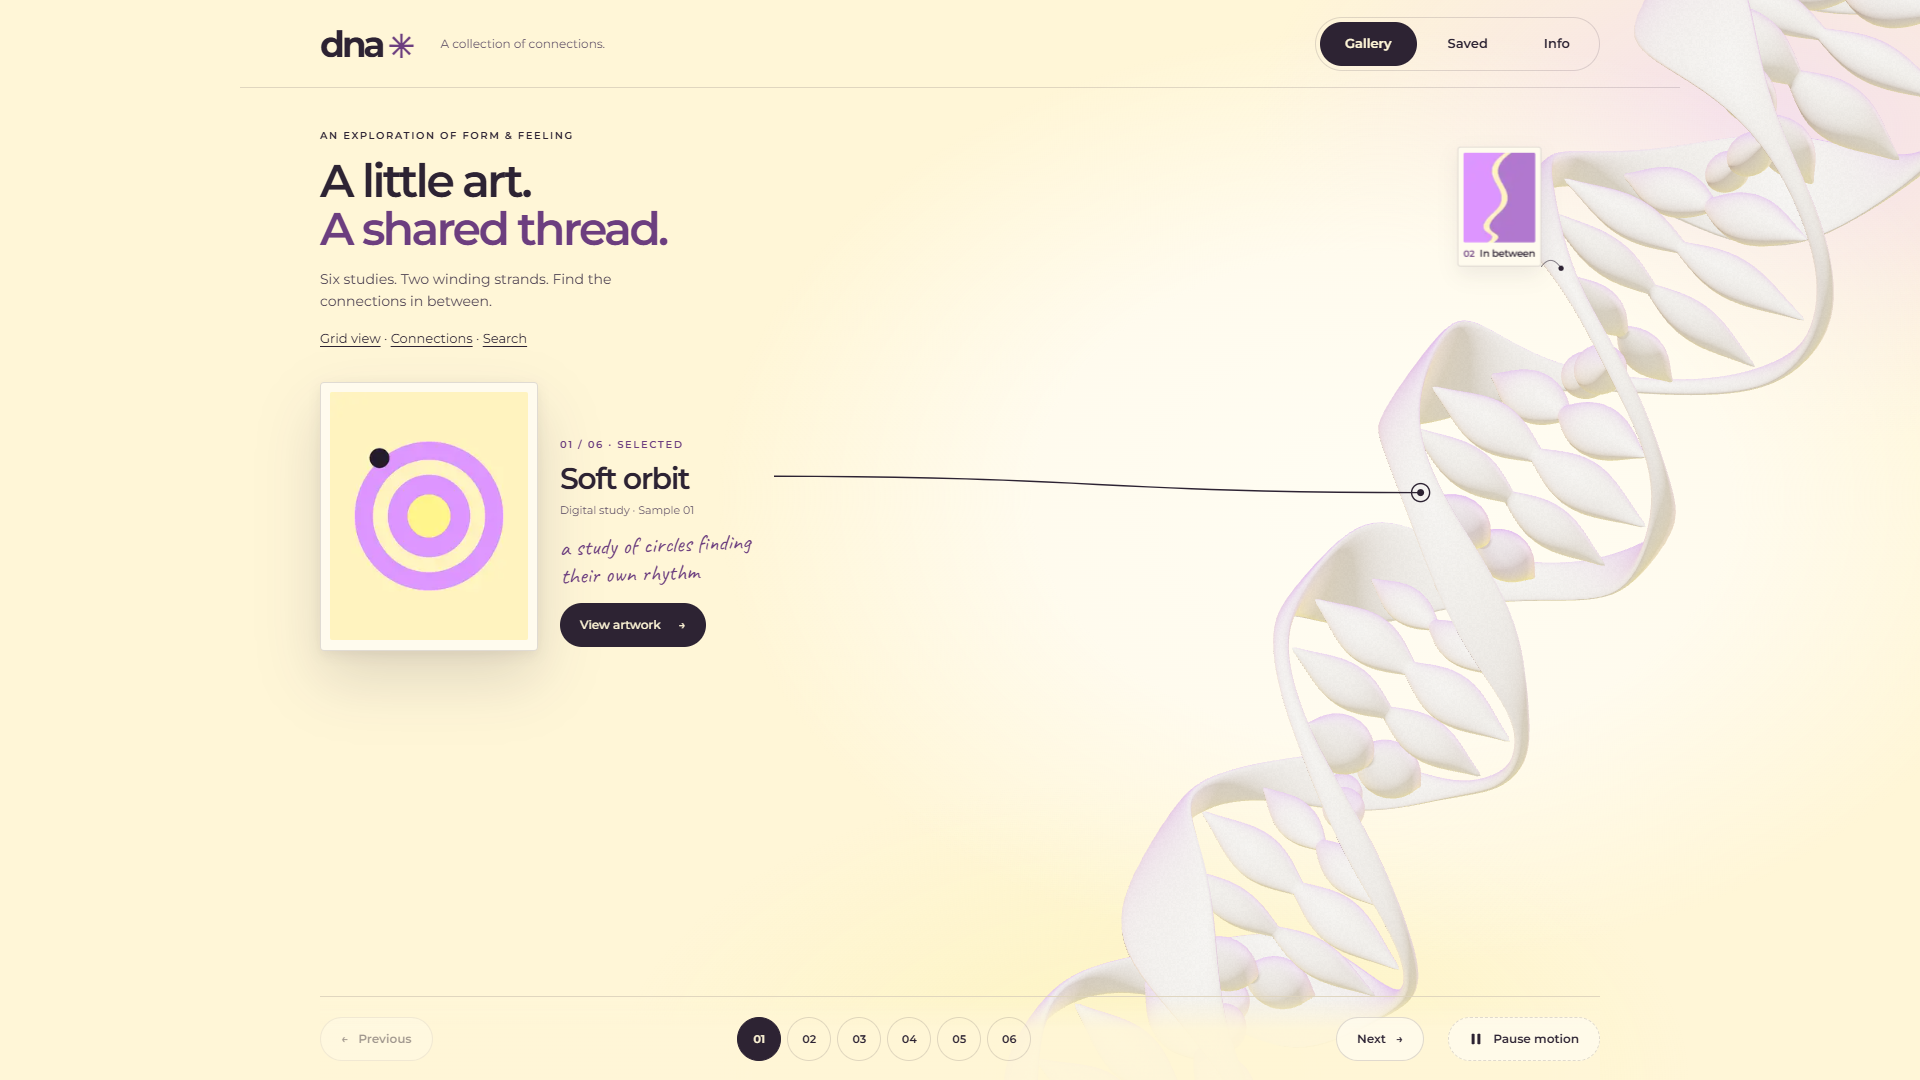 dna
A collection of connections.
Gallery
Saved
Info
AN EXPLORATION OF FORM & FEELING
A little art.
A shared thread.
Six studies. Two winding strands. Find the
connections in between.
Grid view · Connections · Search
02 In between
01 / 06 · SELECTED
Soft orbit
Digital study · Sample 01
a study of circles finding
their own rhythm
View artwork →
← Previous
01
02
03
04
05
06
Next →
Pause motion